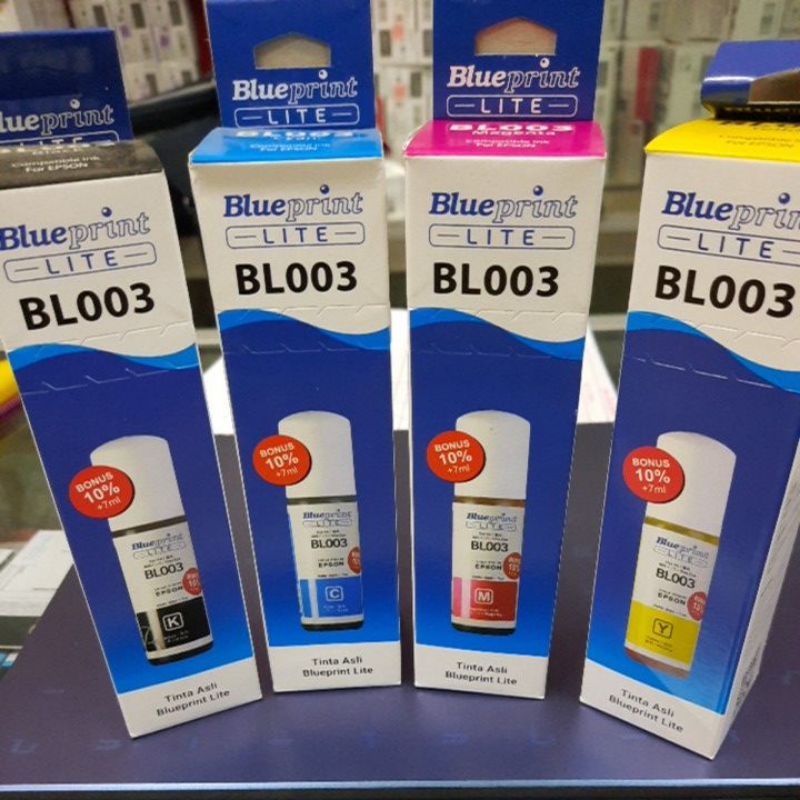 Blueprint
LITE
Compatible Ink
For EPSON
Blueprint
LITE
BL003
BONUS
10%
+7ml
Blueprint
LITE
BL003
EPSON
K
Tinta Asli
Blueprint Lite
Blueprint
LITE
BL003
Compatible Ink
For EPSON
Blueprint
LITE
BL003
BONUS
10%
+7ml
Blueprint
LITE
BL003
EPSON
C
Tinta Asli
Blueprint Lite
Blueprint
LITE
BL003
Magenta
Compatible Ink
For EPSON
Blueprint
LITE
BL003
BONUS
10%
+7ml
Blueprint
LITE
BL003
EPSON
M
Tinta Asli
Blueprint Lite
For EPSON
Blueprint
LITE
BL003
BONUS
10%
+7ml
Blueprint
LITE
BL003
EPSON
Y
Tinta Asli
Blueprint Lite